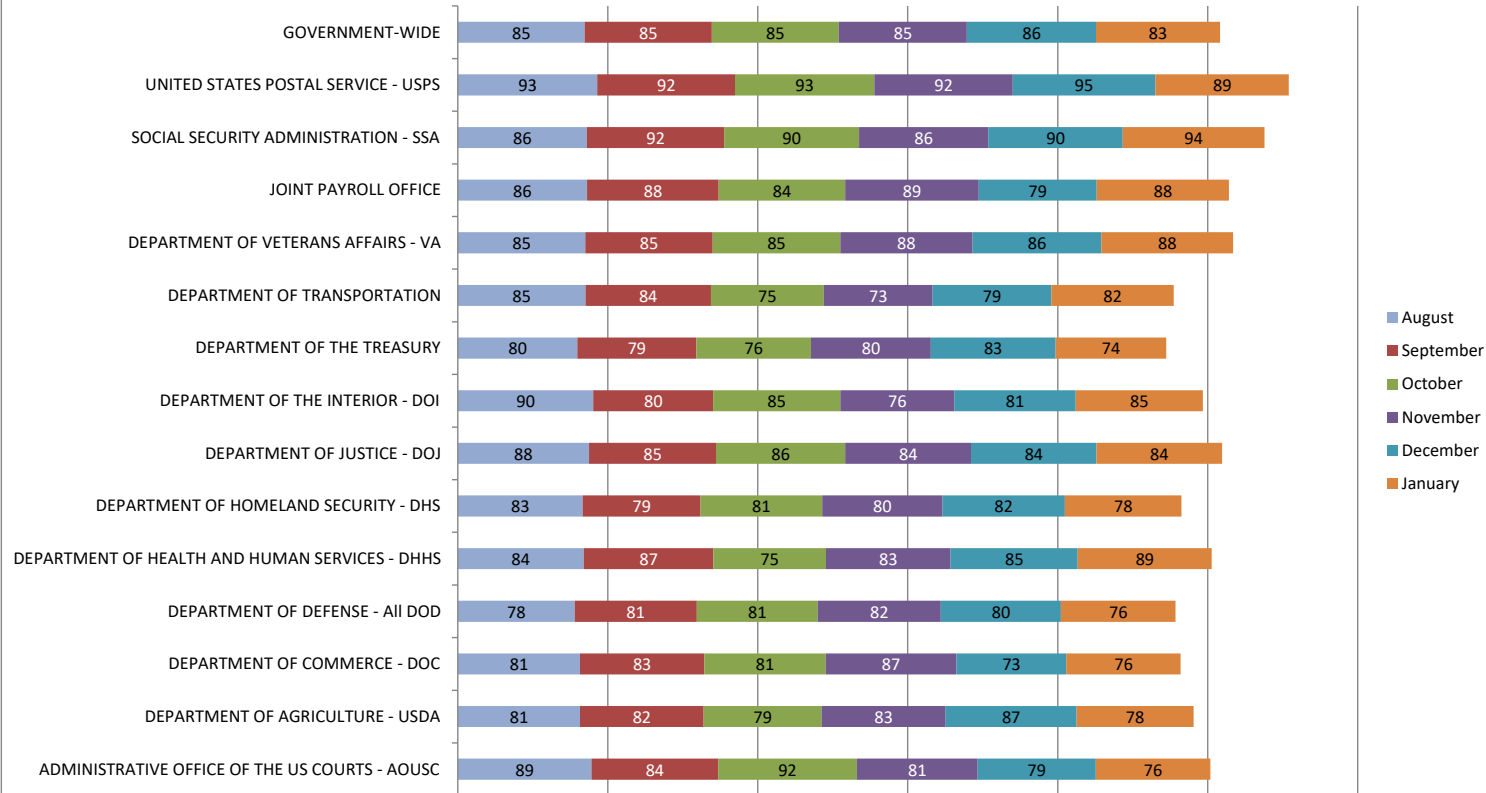 GOVERNMENT-WIDE 85 85 85 85 86 83
UNITED STATES POSTAL SERVICE - USPS 93 92 93 92 95 89
SOCIAL SECURITY ADMINISTRATION - SSA 86 92 90 86 90 94
JOINT PAYROLL OFFICE 86 88 84 89 79 88
DEPARTMENT OF VETERANS AFFAIRS - VA 85 85 85 88 86 88
DEPARTMENT OF TRANSPORTATION 85 84 75 73 79 82
DEPARTMENT OF THE TREASURY 80 79 76 80 83 74
DEPARTMENT OF THE INTERIOR - DOI 90 80 85 76 81 85
DEPARTMENT OF JUSTICE - DOJ 88 85 86 84 84 84
DEPARTMENT OF HOMELAND SECURITY - DHS 83 79 81 80 82 78
DEPARTMENT OF HEALTH AND HUMAN SERVICES - DHHS 84 87 75 83 85 89
DEPARTMENT OF DEFENSE - All DOD 78 81 81 82 80 76
DEPARTMENT OF COMMERCE - DOC 81 83 81 87 73 76
DEPARTMENT OF AGRICULTURE - USDA 81 82 79 83 87 78
ADMINISTRATIVE OFFICE OF THE US COURTS - AOUSC 89 84 92 81 79 76
August
September
October
November
December
January